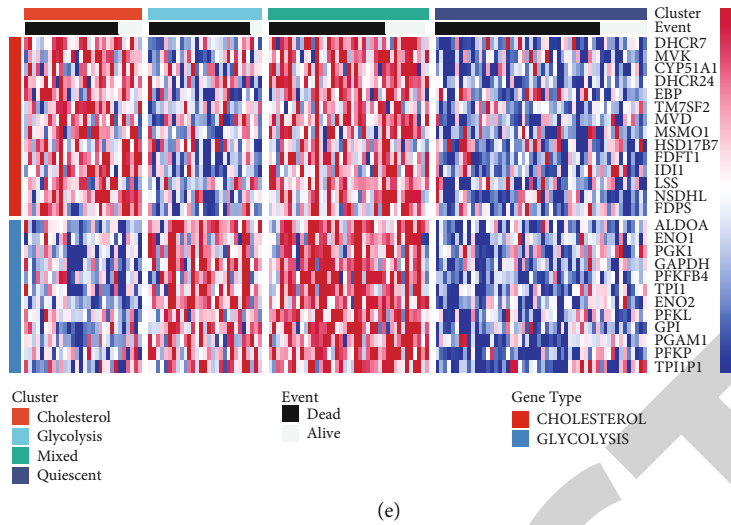 Cluster
Event
DHCR7
MVK
CYP51A1
DHCR24
EBP
TM7SF2
MVD
MSMO1
HSD17B7
FDFT1
IDI1
LSS
NSDHL
FDPS
ALDOA
ENO1
PGK1
GAPDH
PFKFB4
TPI1
ENO2
PFKL
GPI
PGAM1
PFKP
TPI1P1
Cluster
Cholesterol
Glycolysis
Mixed
Quiescent
Event
Dead
Alive
Gene Type
CHOLESTEROL
GLYCOLYSIS
(e)